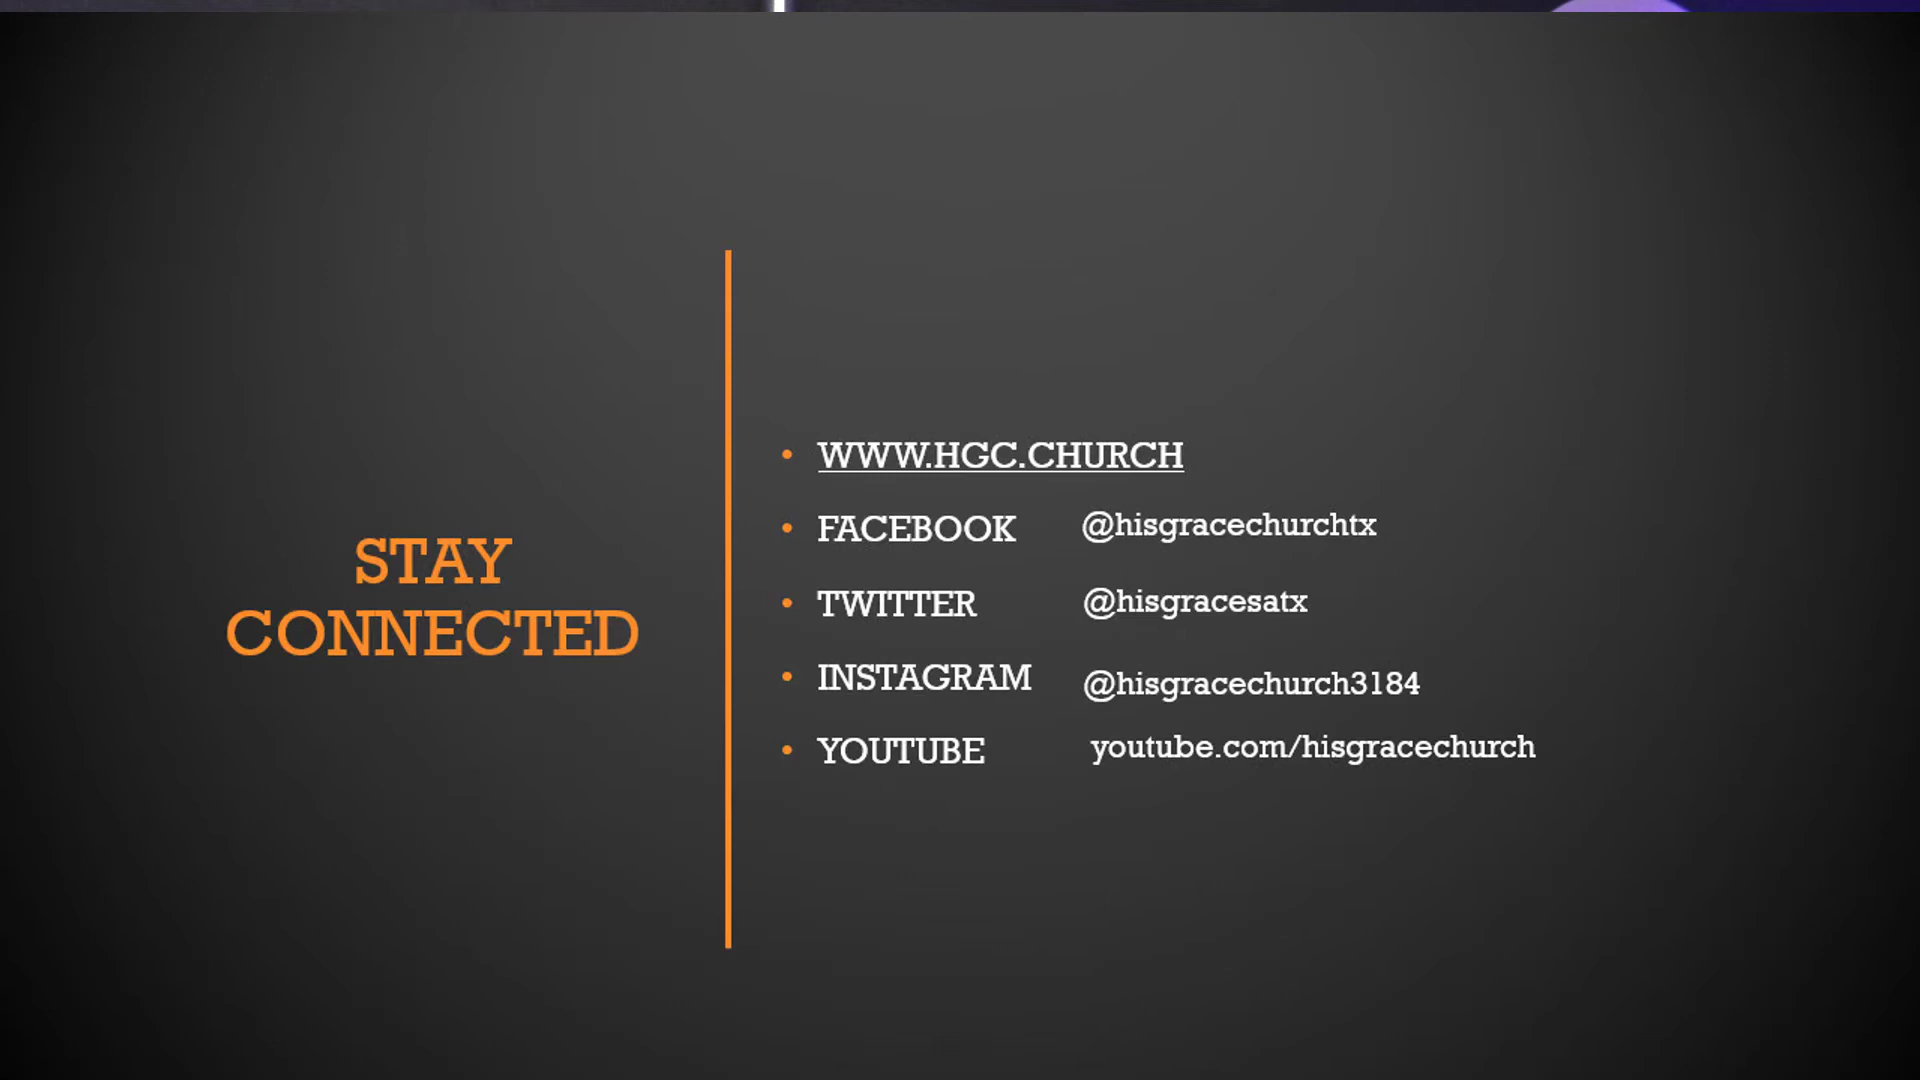 STAY
CONNECTED
WWW.HGC.CHURCH
FACEBOOK @hisgracechurchtx
TWITTER @hisgracesatx
INSTAGRAM @hisgracechurch3184
YOUTUBE youtube.com/hisgracechurch